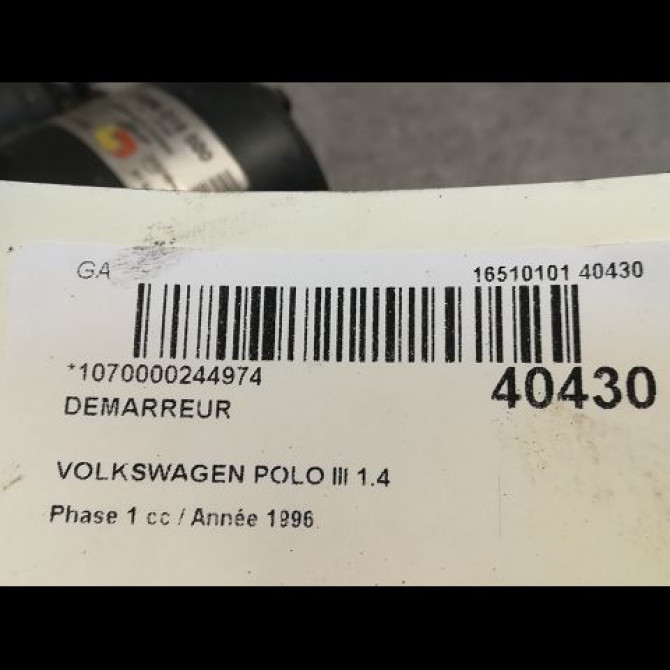 GA
16510101 40430
*1070000244974
40430
DEMARREUR
VOLKSWAGEN POLO III 1.4
Phase 1 cc / Année 1996